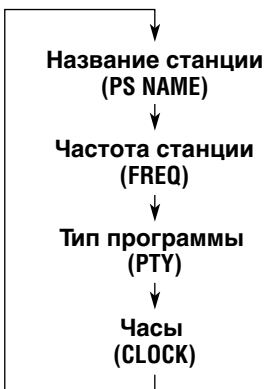 Название станции
(PS NAME)
Частота станции
(FREQ)
Тип программы
(PTY)
Часы
(CLOCK)